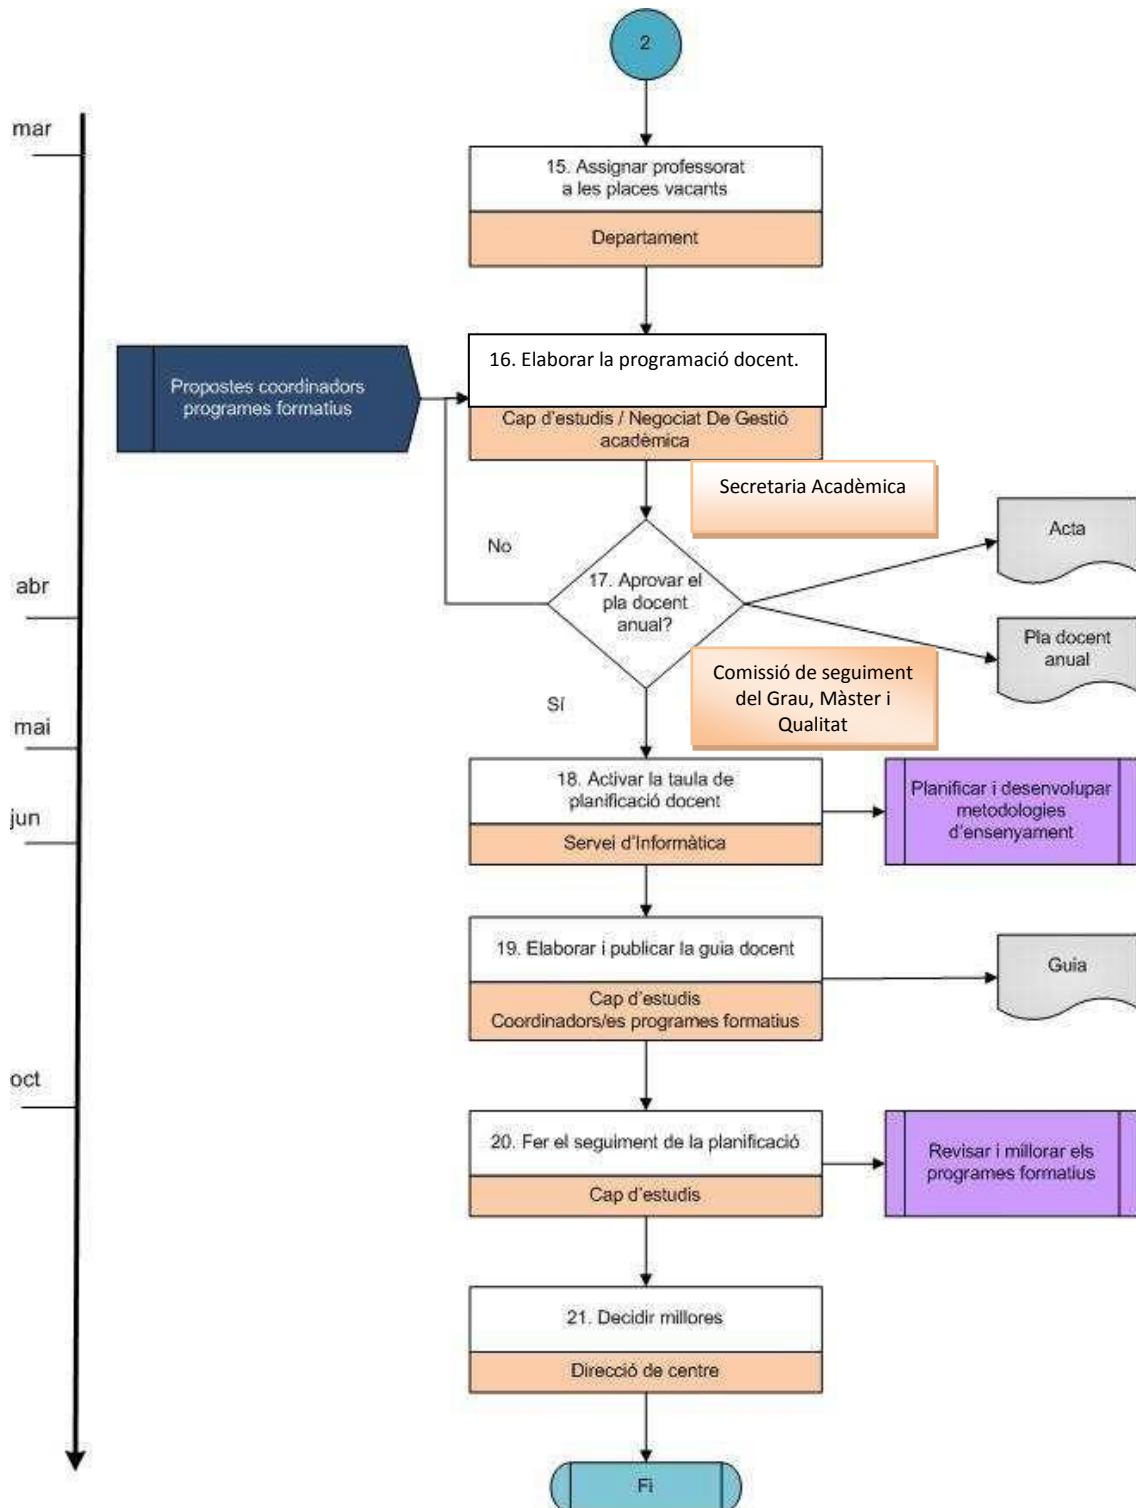 2
mar
15. Assignar professorat
a les places vacants
Departament
Propostes coordinadors
programes formatius
16. Elaborar la programació docent.
Cap d'estudis / Negociat De Gestió
acadèmica
Secretaria Acadèmica
No
Acta
abr
17. Aprovar el
pla docent
anual?
Pla docent
anual
Comissió de seguiment
del Grau, Màster i
Qualitat
Sí
mai
18. Activar la taula de
planificació docent
Servei d'Informàtica
Planificar i desenvolupar
metodologies
d'ensenyament
jun
19. Elaborar i publicar la guia docent
Cap d'estudis
Coordinadors/es programes formatius
Guia
oct
20. Fer el seguiment de la planificació
Cap d'estudis
Revisar i millorar els
programes formatius
21. Decidir millores
Direcció de centre
Fi